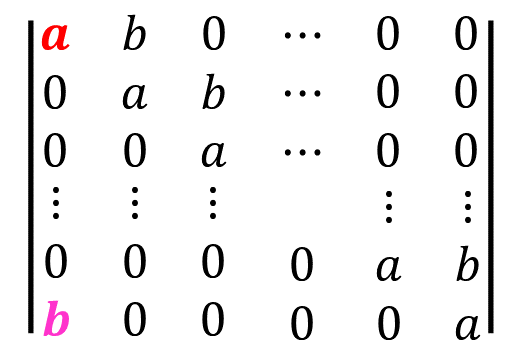 a b 0 ⋯ 0 0
0 a b ⋯ 0 0
0 0 a ⋯ 0 0
⋮ ⋮ ⋮ ⋮ ⋮
0 0 0 0 a b
b 0 0 0 0 a